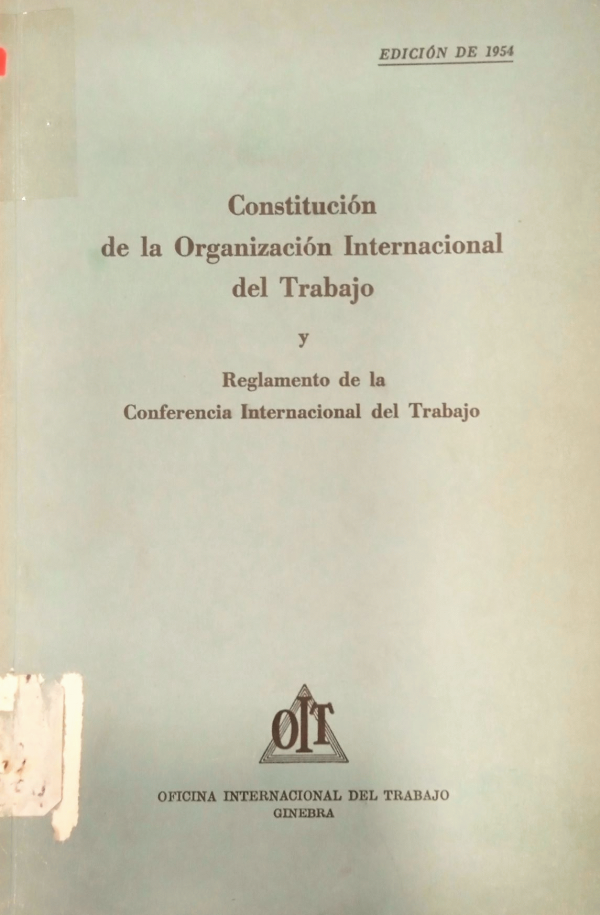 EDICIÓN DE 1954
Constitución
de la Organización Internacional
del Trabajo
y
Reglamento de la
Conferencia Internacional del Trabajo
OIT
OFICINA INTERNACIONAL DEL TRABAJO
GINEBRA